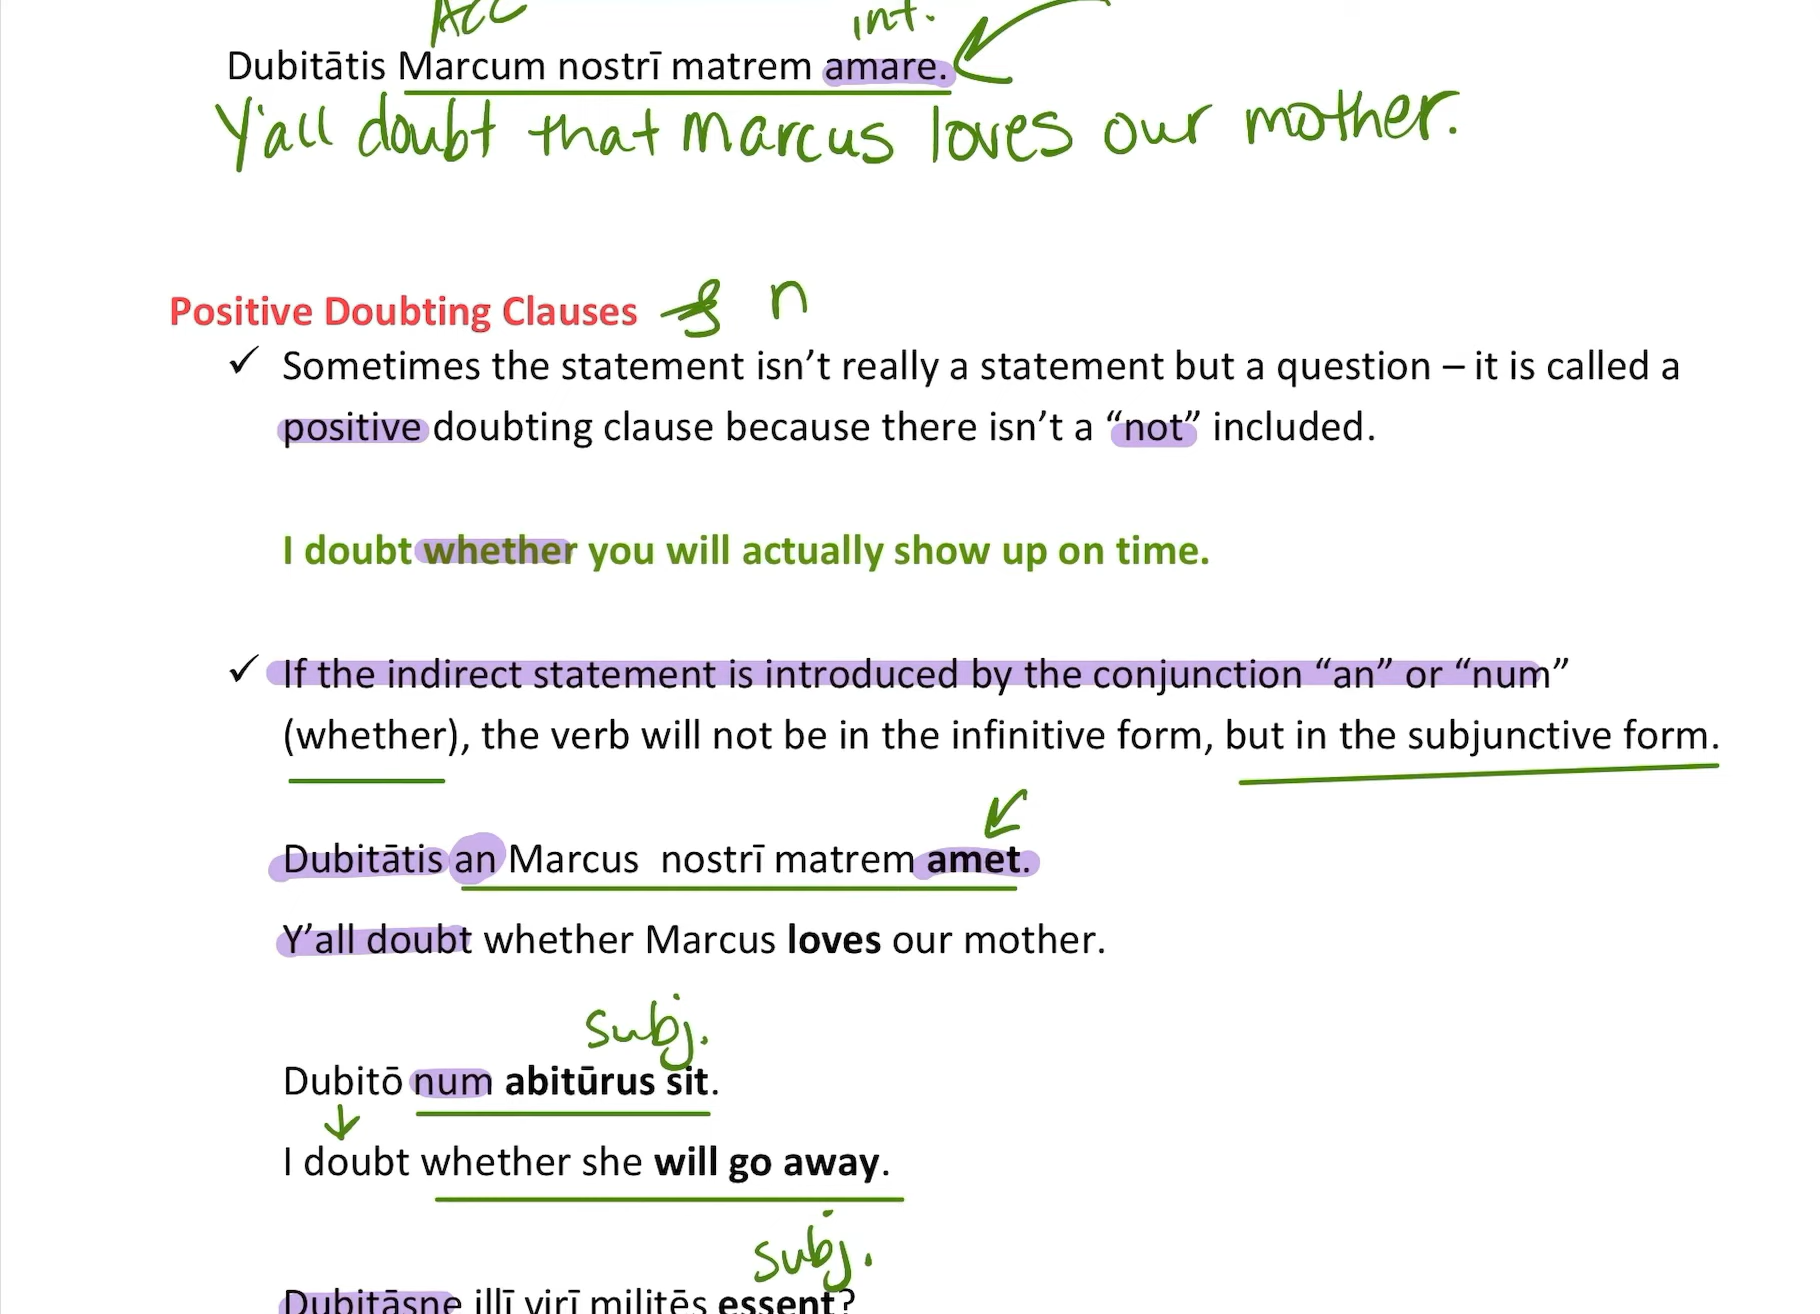 Acc int.
Dubitātis Marcum nostrī matrem amare.
Y'all doubt that Marcus loves our mother.
Positive Doubting Clauses n
✓ Sometimes the statement isn’t really a statement but a question – it is called a
positive doubting clause because there isn’t a “not” included.
I doubt whether you will actually show up on time.
✓ If the indirect statement is introduced by the conjunction “an” or “num”
(whether), the verb will not be in the infinitive form, but in the subjunctive form.
Dubitātis an Marcus nostrī matrem amet.
Y’all doubt whether Marcus loves our mother.
subj.
Dubitō num abitūrus sit.
I doubt whether she will go away.
subj.
Dubitāsne illī virī militēs essent?